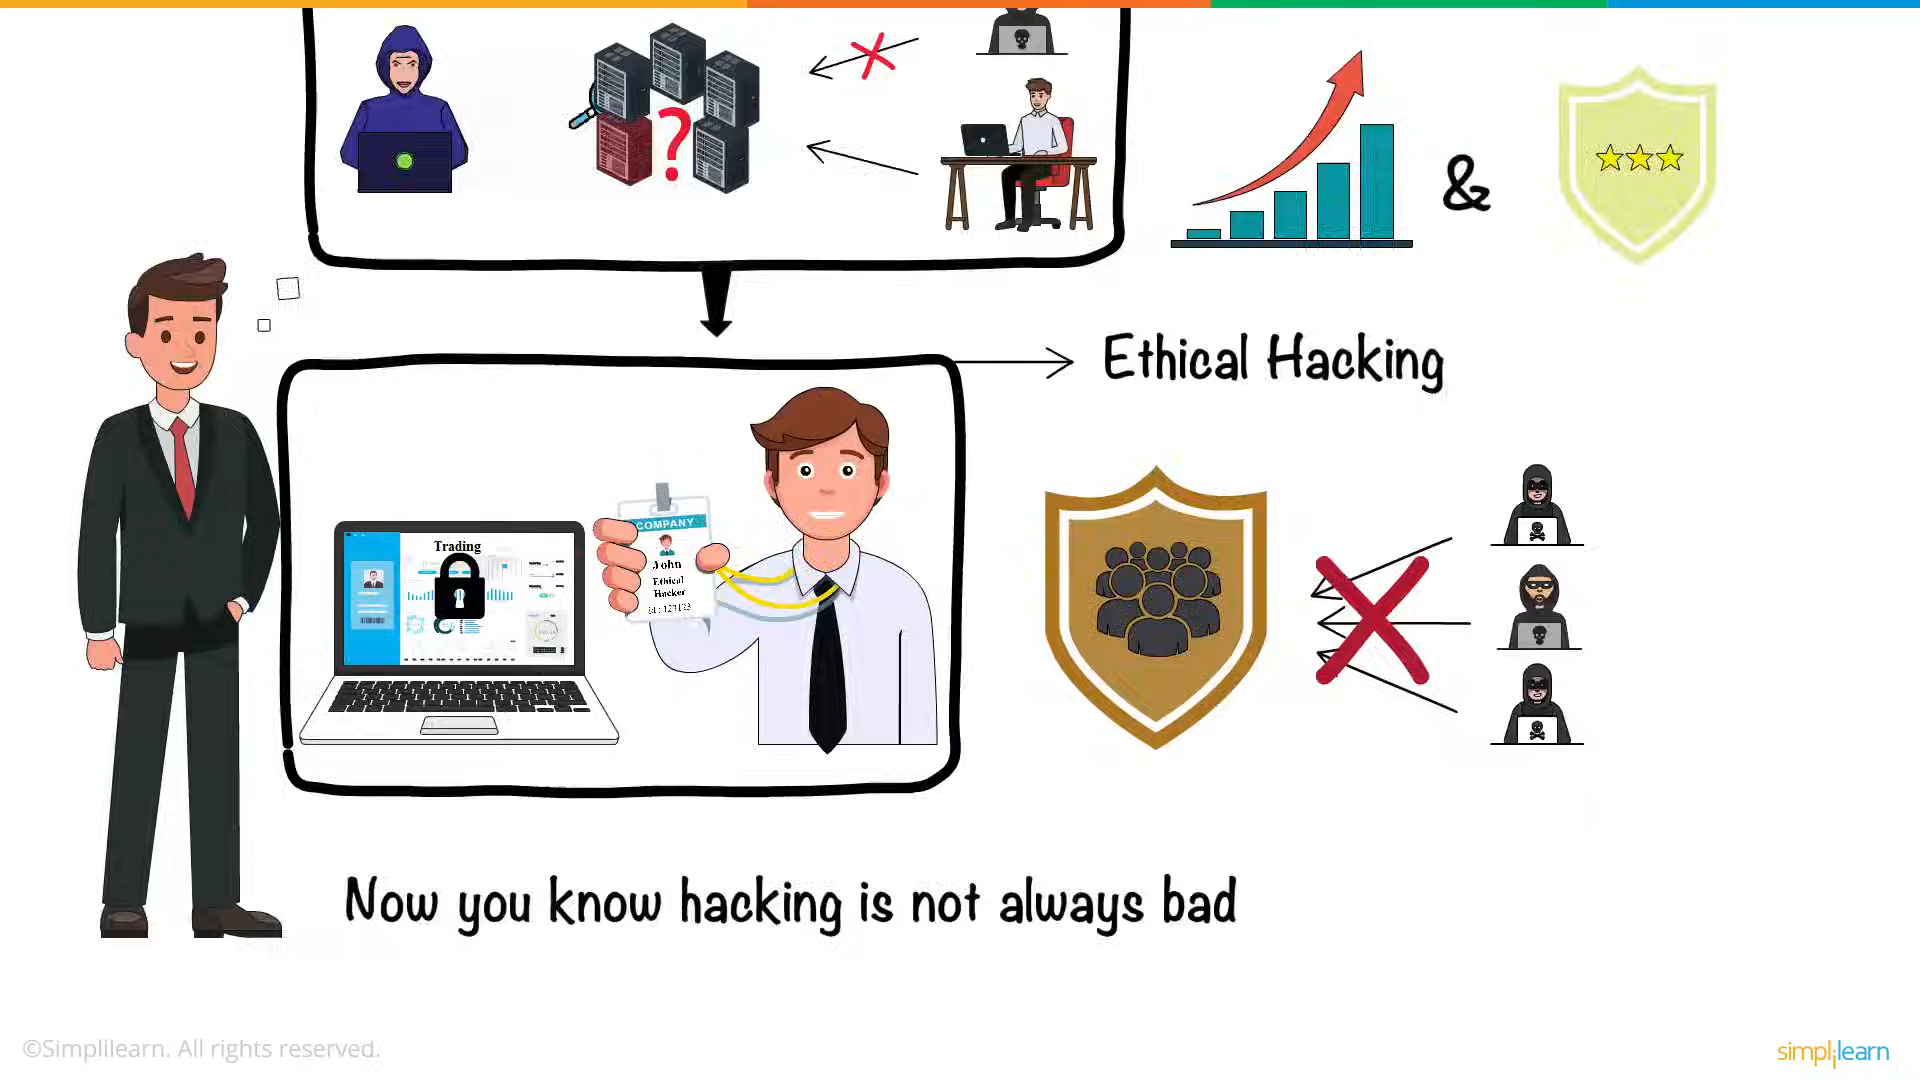 &
Ethical Hacking
COMPANY
John
Ethical
Hacker
Trading
Now you know hacking is not always bad
©Simplilearn. All rights reserved.
simplilearn